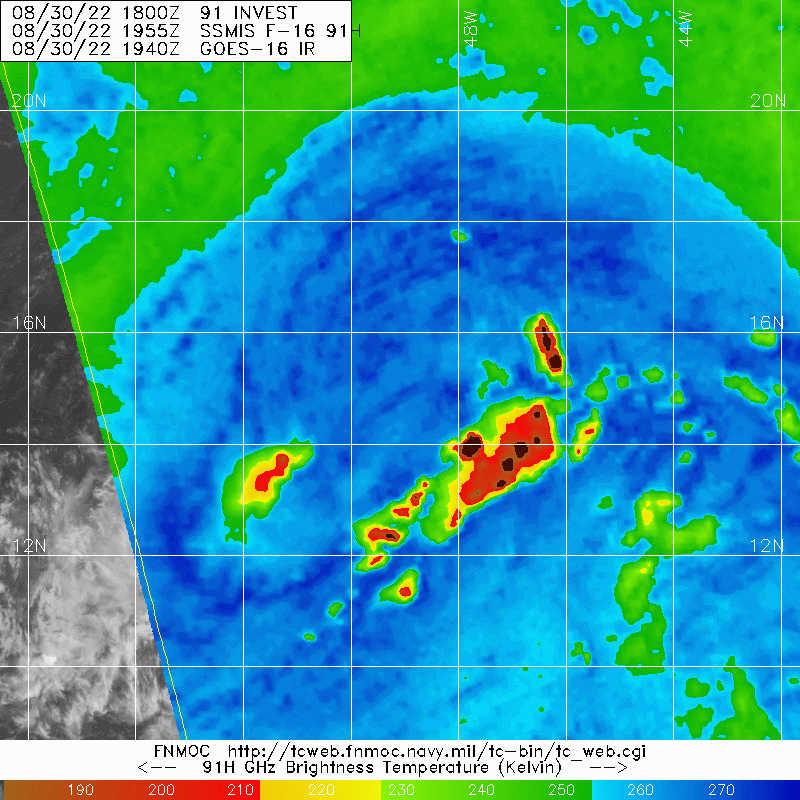 08/30/22 1800Z 91 INVEST
08/30/22 1955Z SSMIS F-16 91H
08/30/22 1940Z GOES-16 IR
48W
44W
20N
20N
16N
16N
12N
12N
FNMOC http://tcweb.fnmoc.navy.mil/tc-bin/tc_web.cgi
<-- 91H GHz Brightness Temperature (Kelvin) -->
190 200 210 220 230 240 250 260 270